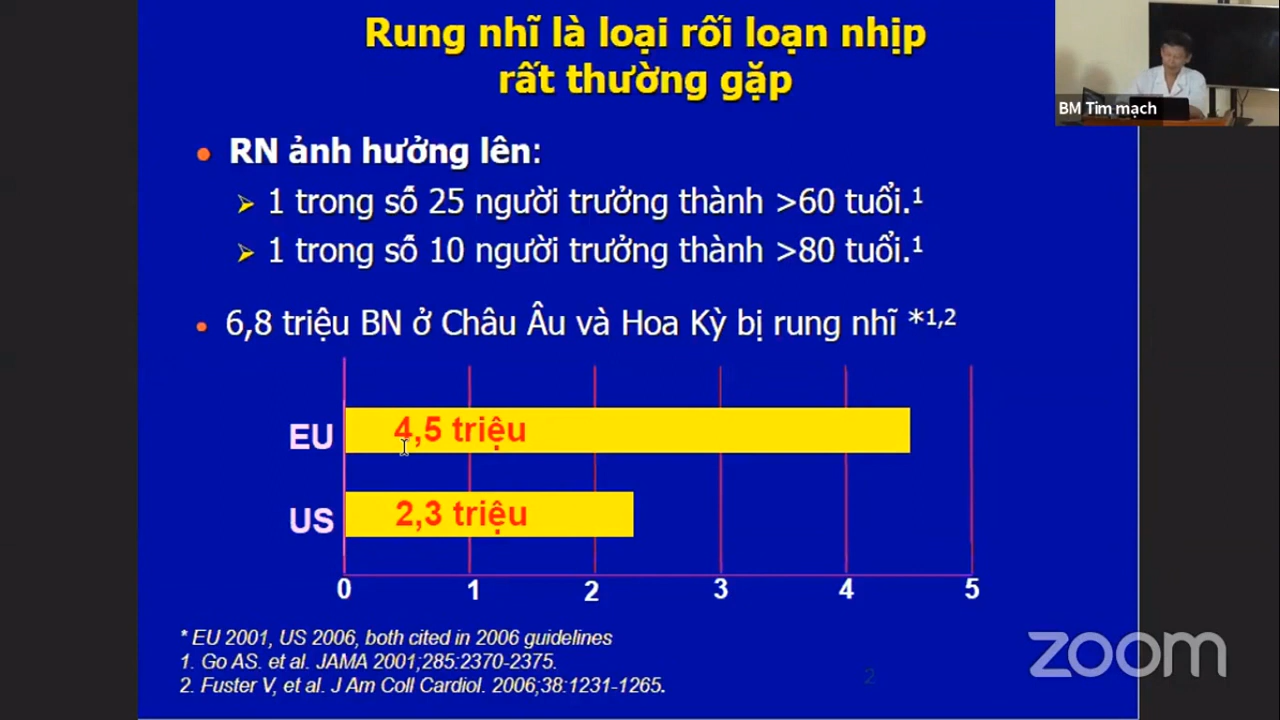 Rung nhĩ là loại rối loạn nhịp
rất thường gặp
BM Tim mạch
• RN ảnh hưởng lên:
➢ 1 trong số 25 người trưởng thành >60 tuổi.¹
➢ 1 trong số 10 người trưởng thành >80 tuổi.¹
• 6,8 triệu BN ở Châu Âu và Hoa Kỳ bị rung nhĩ *¹,²
EU 4,5 triệu
US 2,3 triệu
0 1 2 3 4 5
* EU 2001, US 2006, both cited in 2006 guidelines
1. Go AS. et al. JAMA 2001;285:2370-2375.
2. Fuster V, et al. J Am Coll Cardiol. 2006;38:1231-1265.
2
zoom